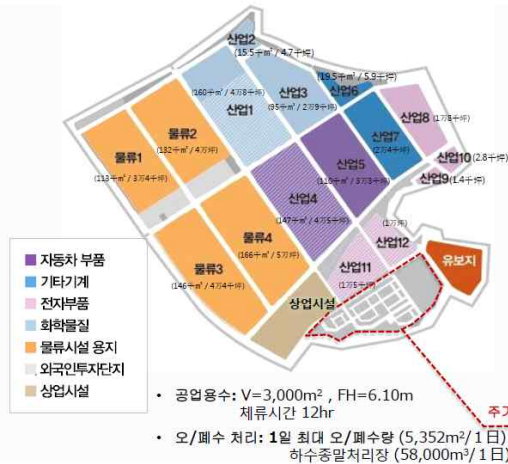 산업2
(15.5千㎡ / 4.7千坪)
(19.5千㎡ / 5.9千坪)
산업6
(160千㎡ / 4万8千坪)
산업1
산업3
(95千㎡ / 2万9千坪)
산업8
(1万8千坪)
물류2
(132千㎡ / 4万坪)
산업7
(2万4千坪)
물류1
(113千㎡ / 3万4千坪)
산업10 (2.8千坪)
산업9 (1.4千坪)
산업5
(110千㎡ / 3万3千坪)
산업4
(147千㎡ / 4万5千坪)
(1万坪)
산업12
물류4
(166千㎡ / 5万坪)
유보지
물류3
(146千㎡ / 4万4千坪)
산업11
(1万5千坪)
상업시설
자동차 부품
기타기계
전자부품
화학물질
물류시설 용지
외국인투자단지
상업시설
• 공업용수: V=3,000m² , FH=6.10m
체류시간 12hr
• 오/폐수 처리: 1일 최대 오/폐수량 (5,352m²/ 1日)
하수종말처리장 (58,000m³/ 1日)